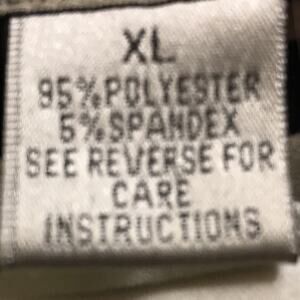 XL
95%POLYESTER
5%SPANDEX
SEE REVERSE FOR
CARE
INSTRUCTIONS